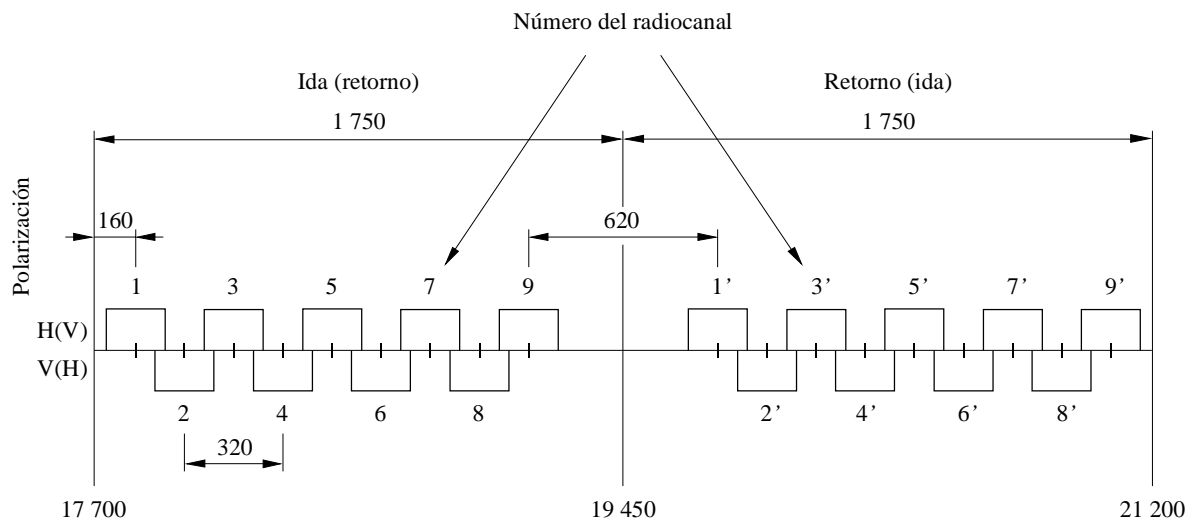 Número del radiocanal
Ida (retorno)
Retorno (ida)
1 750
1 750
Polarización
160
620
1 3 5 7 9 1’ 3’ 5’ 7’ 9’
H(V)
V(H)
2 4 6 8 2’ 4’ 6’ 8’
320
17 700 19 450 21 200